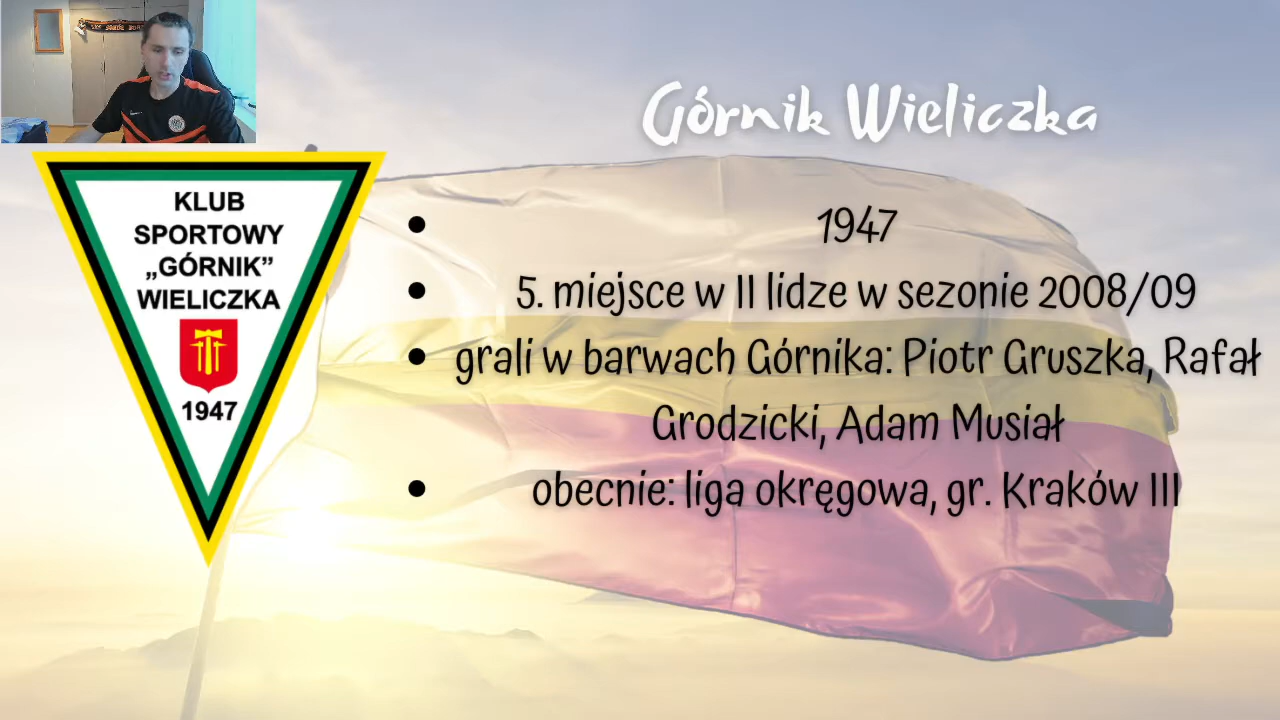 Górnik Wieliczka
KLUB
SPORTOWY
„GÓRNIK”
WIELICZKA
1947
• 1947
• 5. miejsce w II lidze w sezonie 2008/09
• grali w barwach Górnika: Piotr Gruszka, Rafał
Grodzicki, Adam Musiał
• obecnie: liga okręgowa, gr. Kraków III